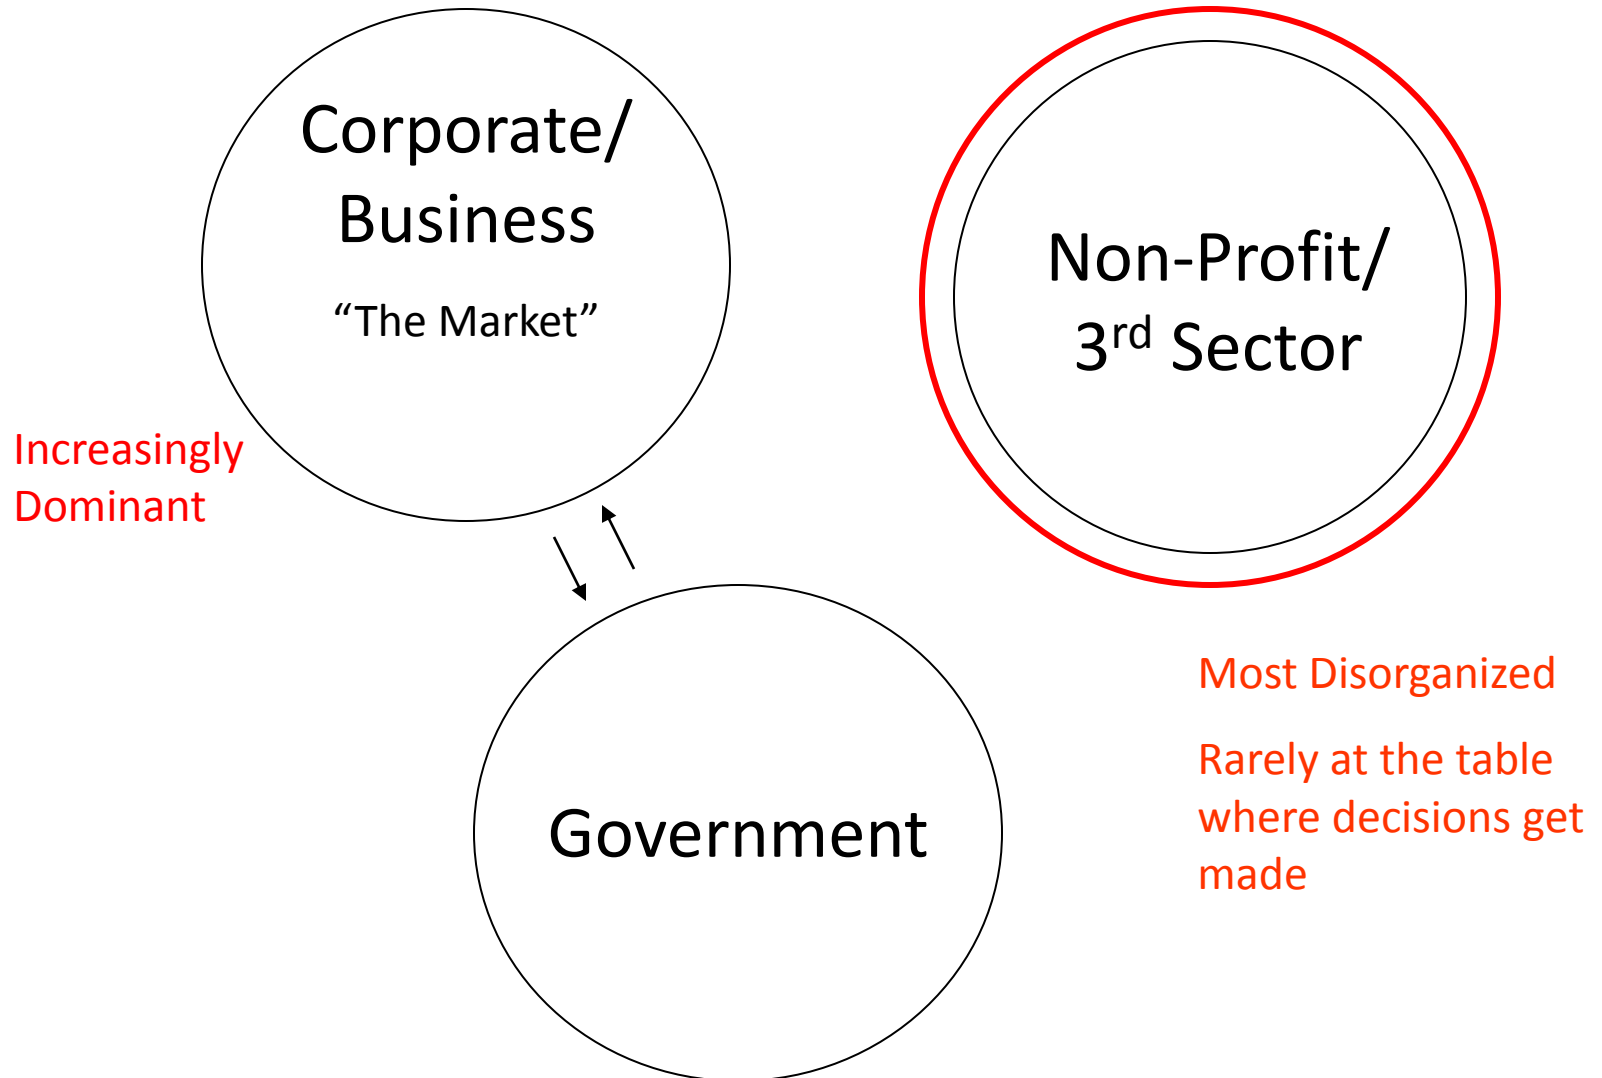 Corporate/
Business
“The Market”
Non-Profit/
3rd Sector
Increasingly
Dominant
Government
Most Disorganized
Rarely at the table
where decisions get
made